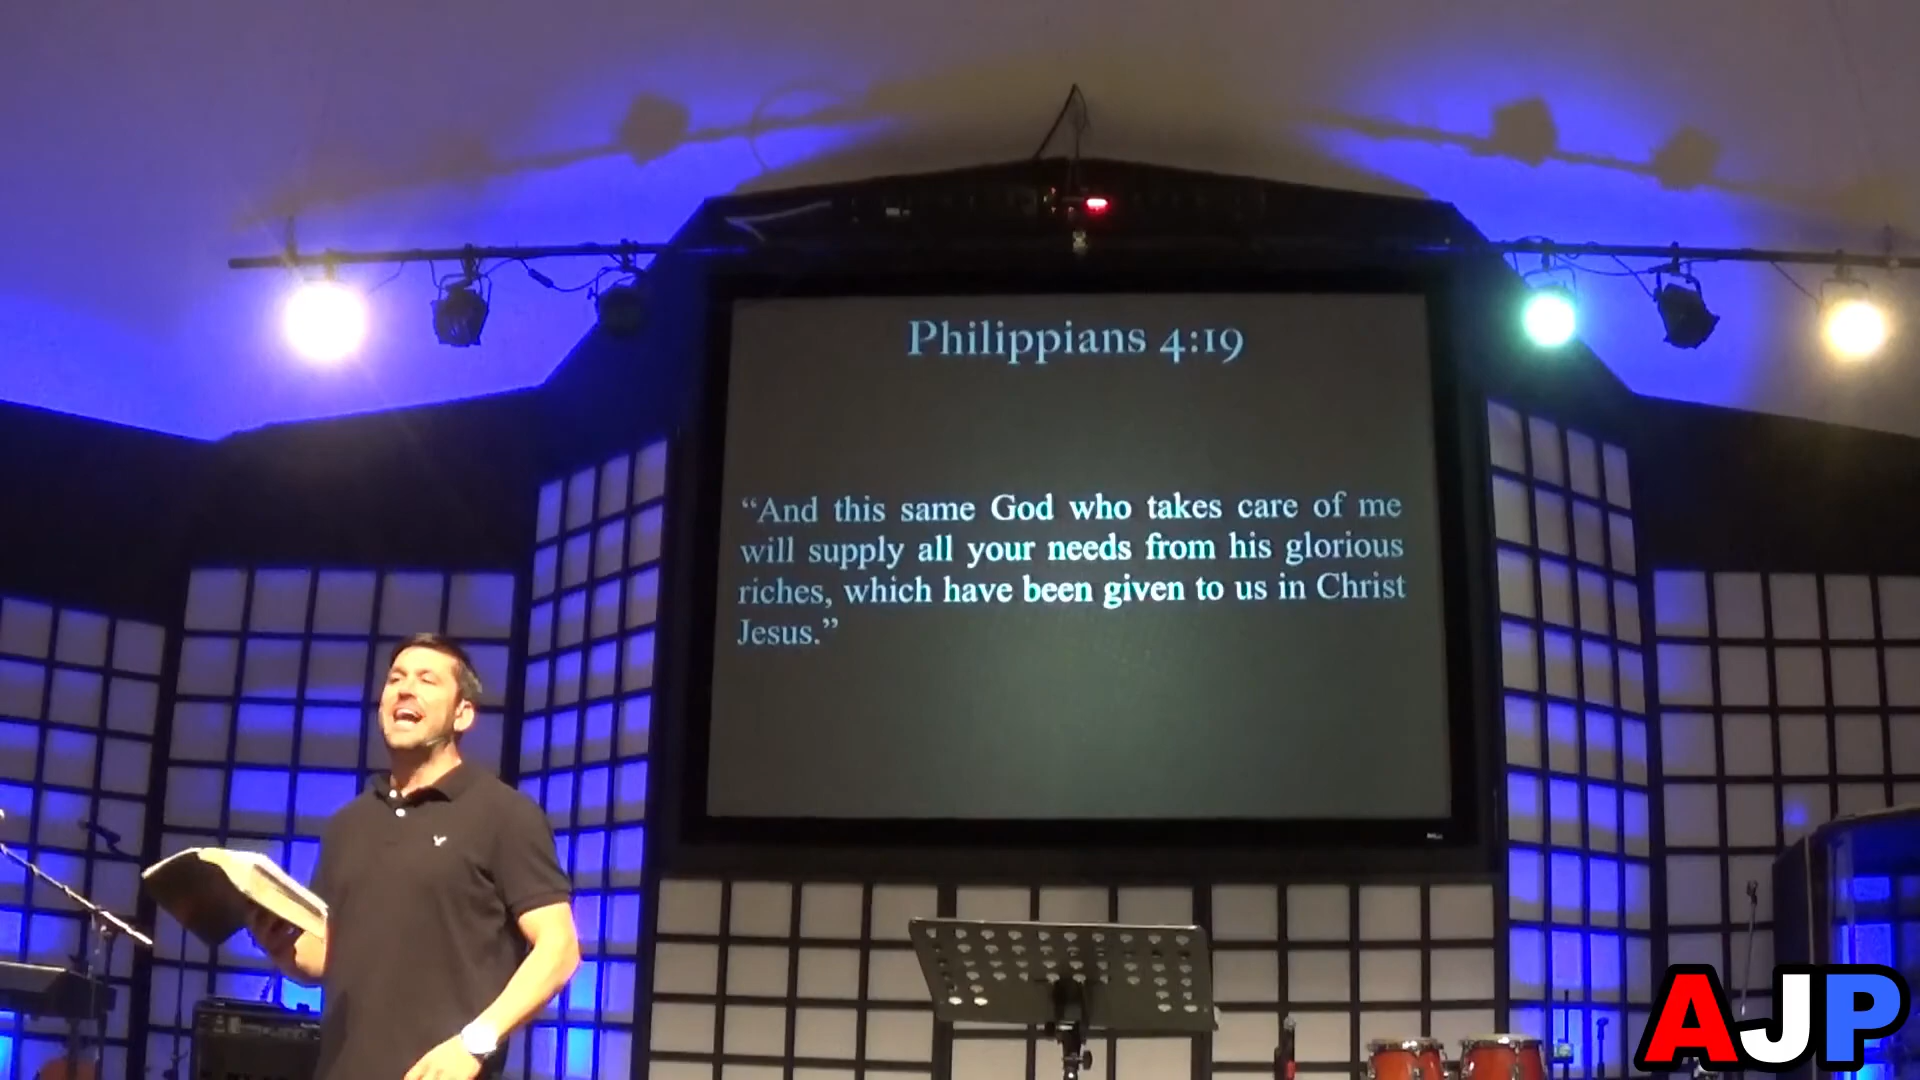 Philippians 4:19
“And this same God who takes care of me
will supply all your needs from his glorious
riches, which have been given to us in Christ
Jesus.”
AJP